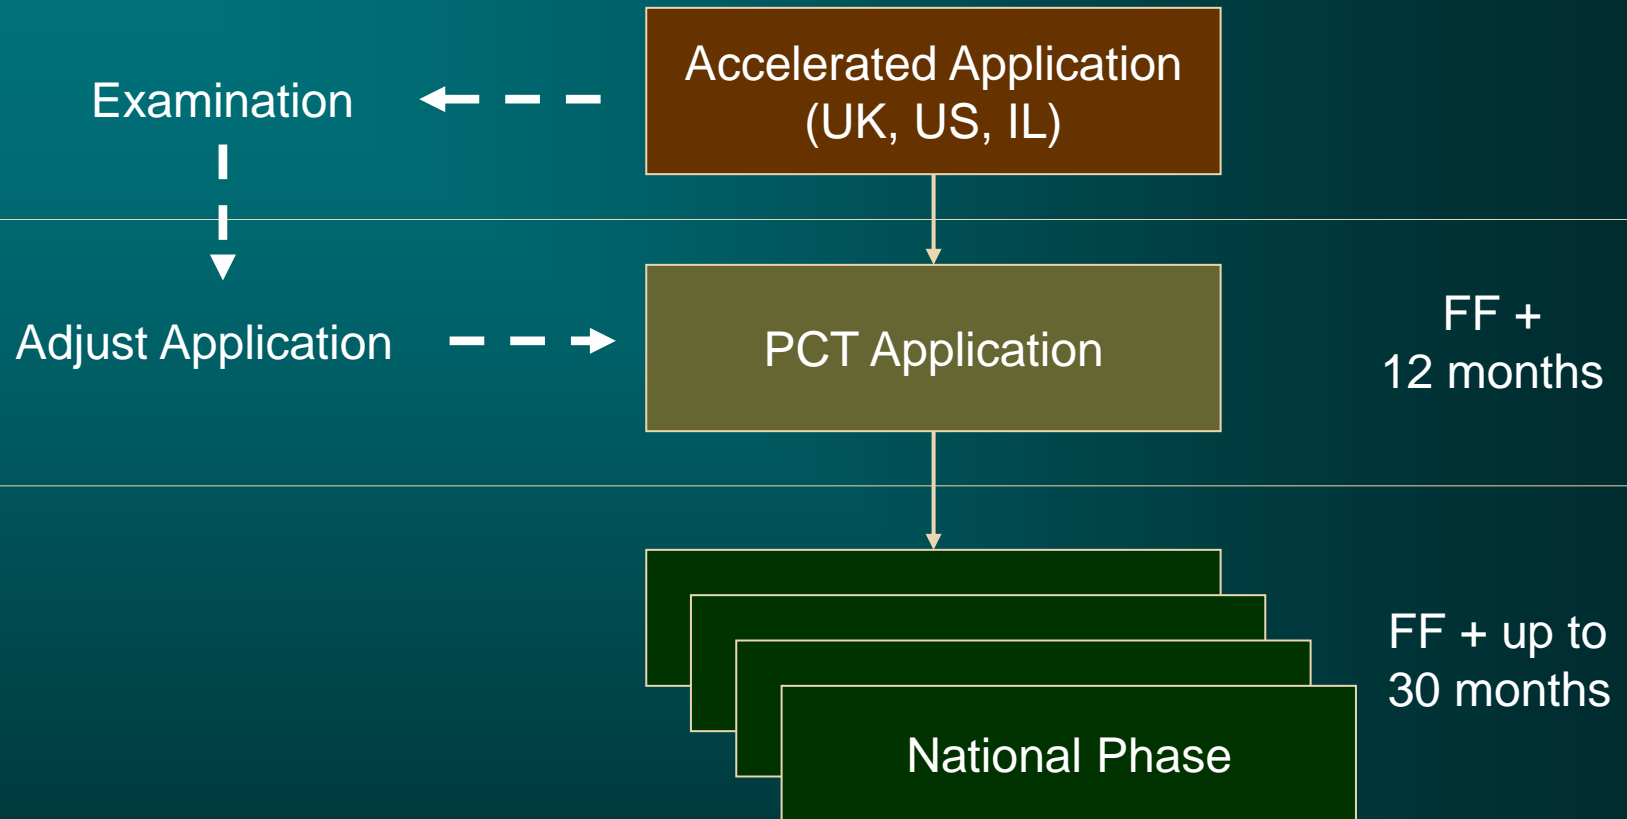 Accelerated Application
(UK, US, IL)
Examination
Adjust Application
PCT Application
FF +
12 months
FF + up to
30 months
National Phase